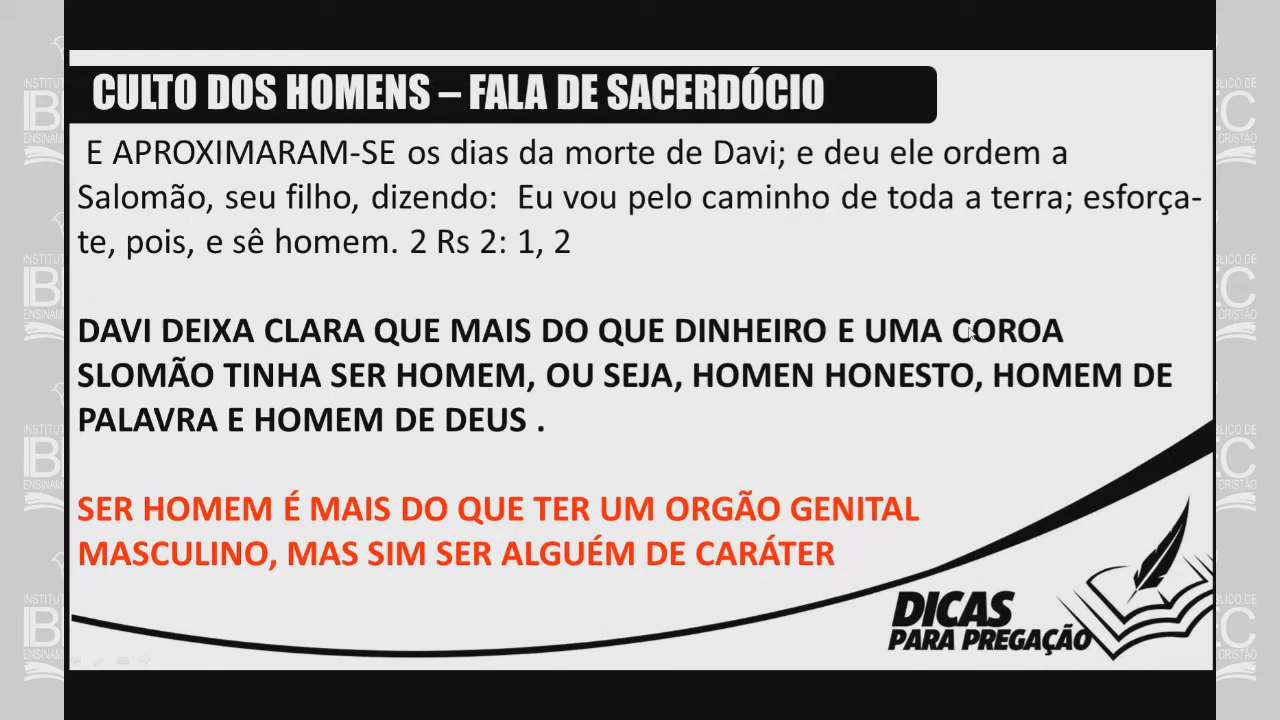 CULTO DOS HOMENS – FALA DE SACERDÓCIO
E APROXIMARAM-SE os dias da morte de Davi; e deu ele ordem a
Salomão, seu filho, dizendo: Eu vou pelo caminho de toda a terra; esforça-
te, pois, e sê homem. 2 Rs 2: 1, 2
DAVI DEIXA CLARA QUE MAIS DO QUE DINHEIRO E UMA COROA
SLOMÃO TINHA SER HOMEM, OU SEJA, HOMEN HONESTO, HOMEM DE
PALAVRA E HOMEM DE DEUS .
SER HOMEM É MAIS DO QUE TER UM ORGÃO GENITAL
MASCULINO, MAS SIM SER ALGUÉM DE CARÁTER
DICAS
PARA PREGAÇÃO